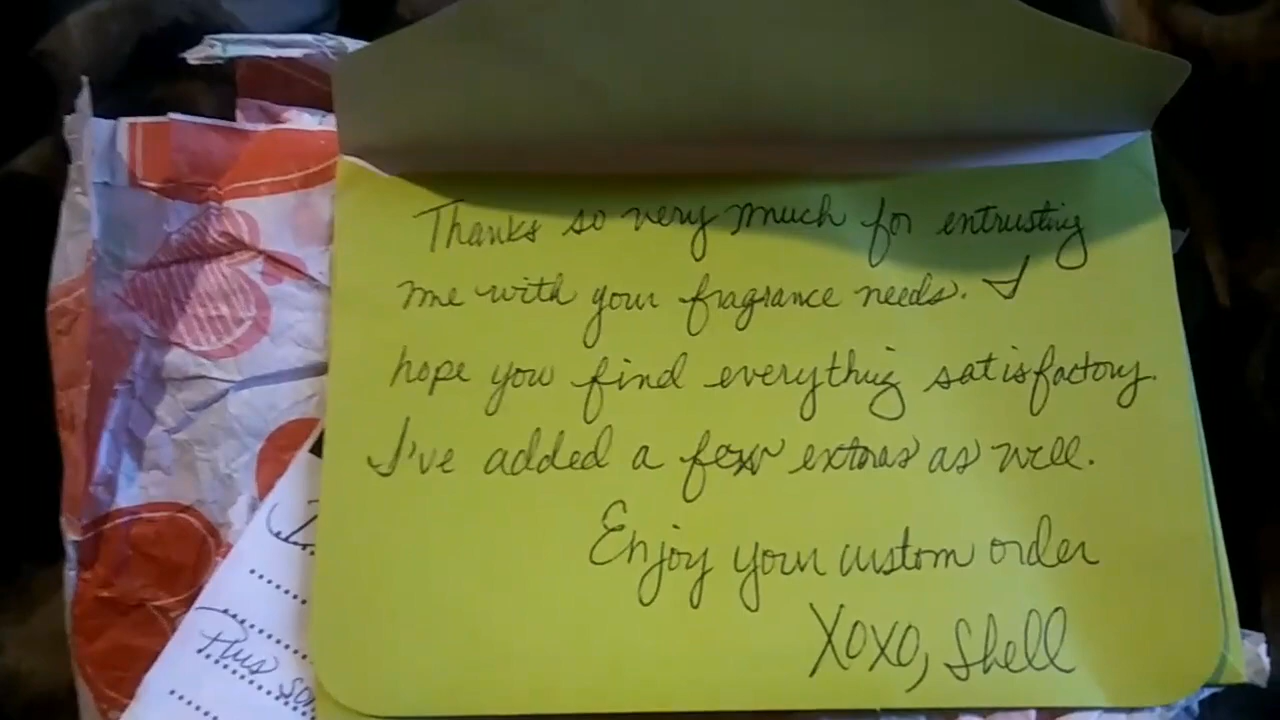 Thanks so very much for entrusting
me with your fragrance needs. I
hope you find everything satisfactory.
I've added a few extras as well.
Enjoy your custom order
XOXO, Shell
Plus